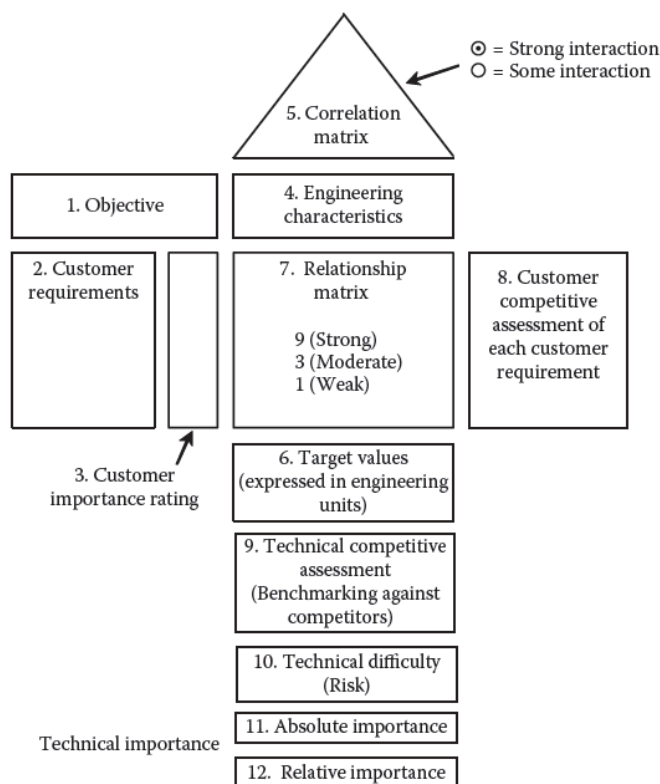 ⊙ = Strong interaction
○ = Some interaction
5. Correlation
matrix
1. Objective
4. Engineering
characteristics
2. Customer
requirements
7. Relationship
matrix
9 (Strong)
3 (Moderate)
1 (Weak)
8. Customer
competitive
assessment of
each customer
requirement
3. Customer
importance rating
6. Target values
(expressed in engineering
units)
9. Technical competitive
assessment
(Benchmarking against
competitors)
10. Technical difficulty
(Risk)
Technical importance
11. Absolute importance
12. Relative importance